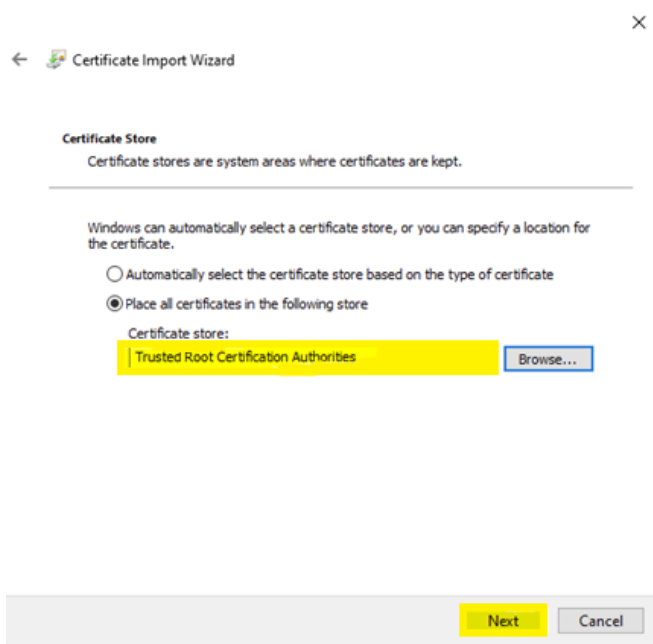 Certificate Import Wizard
Certificate Store
Certificate stores are system areas where certificates are kept.
Windows can automatically select a certificate store, or you can specify a location for
the certificate.
Automatically select the certificate store based on the type of certificate
Place all certificates in the following store
Certificate store:
Trusted Root Certification Authorities
Browse...
Next
Cancel